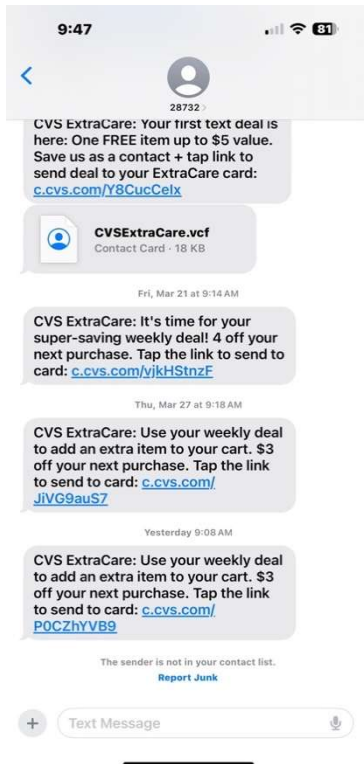 9:47
81
28732 >
CVS ExtraCare: Your first text deal is
here: One FREE item up to $5 value.
Save us as a contact + tap link to
send deal to your ExtraCare card:
c.cvs.com/Y8CucCelx
CVSExtraCare.vcf
Contact Card · 18 KB
Fri, Mar 21 at 9:14 AM
CVS ExtraCare: It's time for your
super-saving weekly deal! 4 off your
next purchase. Tap the link to send to
card: c.cvs.com/vjkHStnzF
Thu, Mar 27 at 9:18 AM
CVS ExtraCare: Use your weekly deal
to add an extra item to your cart. $3
off your next purchase. Tap the link
to send to card: c.cvs.com/
JiVG9auS7
Yesterday 9:08 AM
CVS ExtraCare: Use your weekly deal
to add an extra item to your cart. $3
off your next purchase. Tap the link
to send to card: c.cvs.com/
P0CZhYVB9
The sender is not in your contact list.
Report Junk
+ Text Message